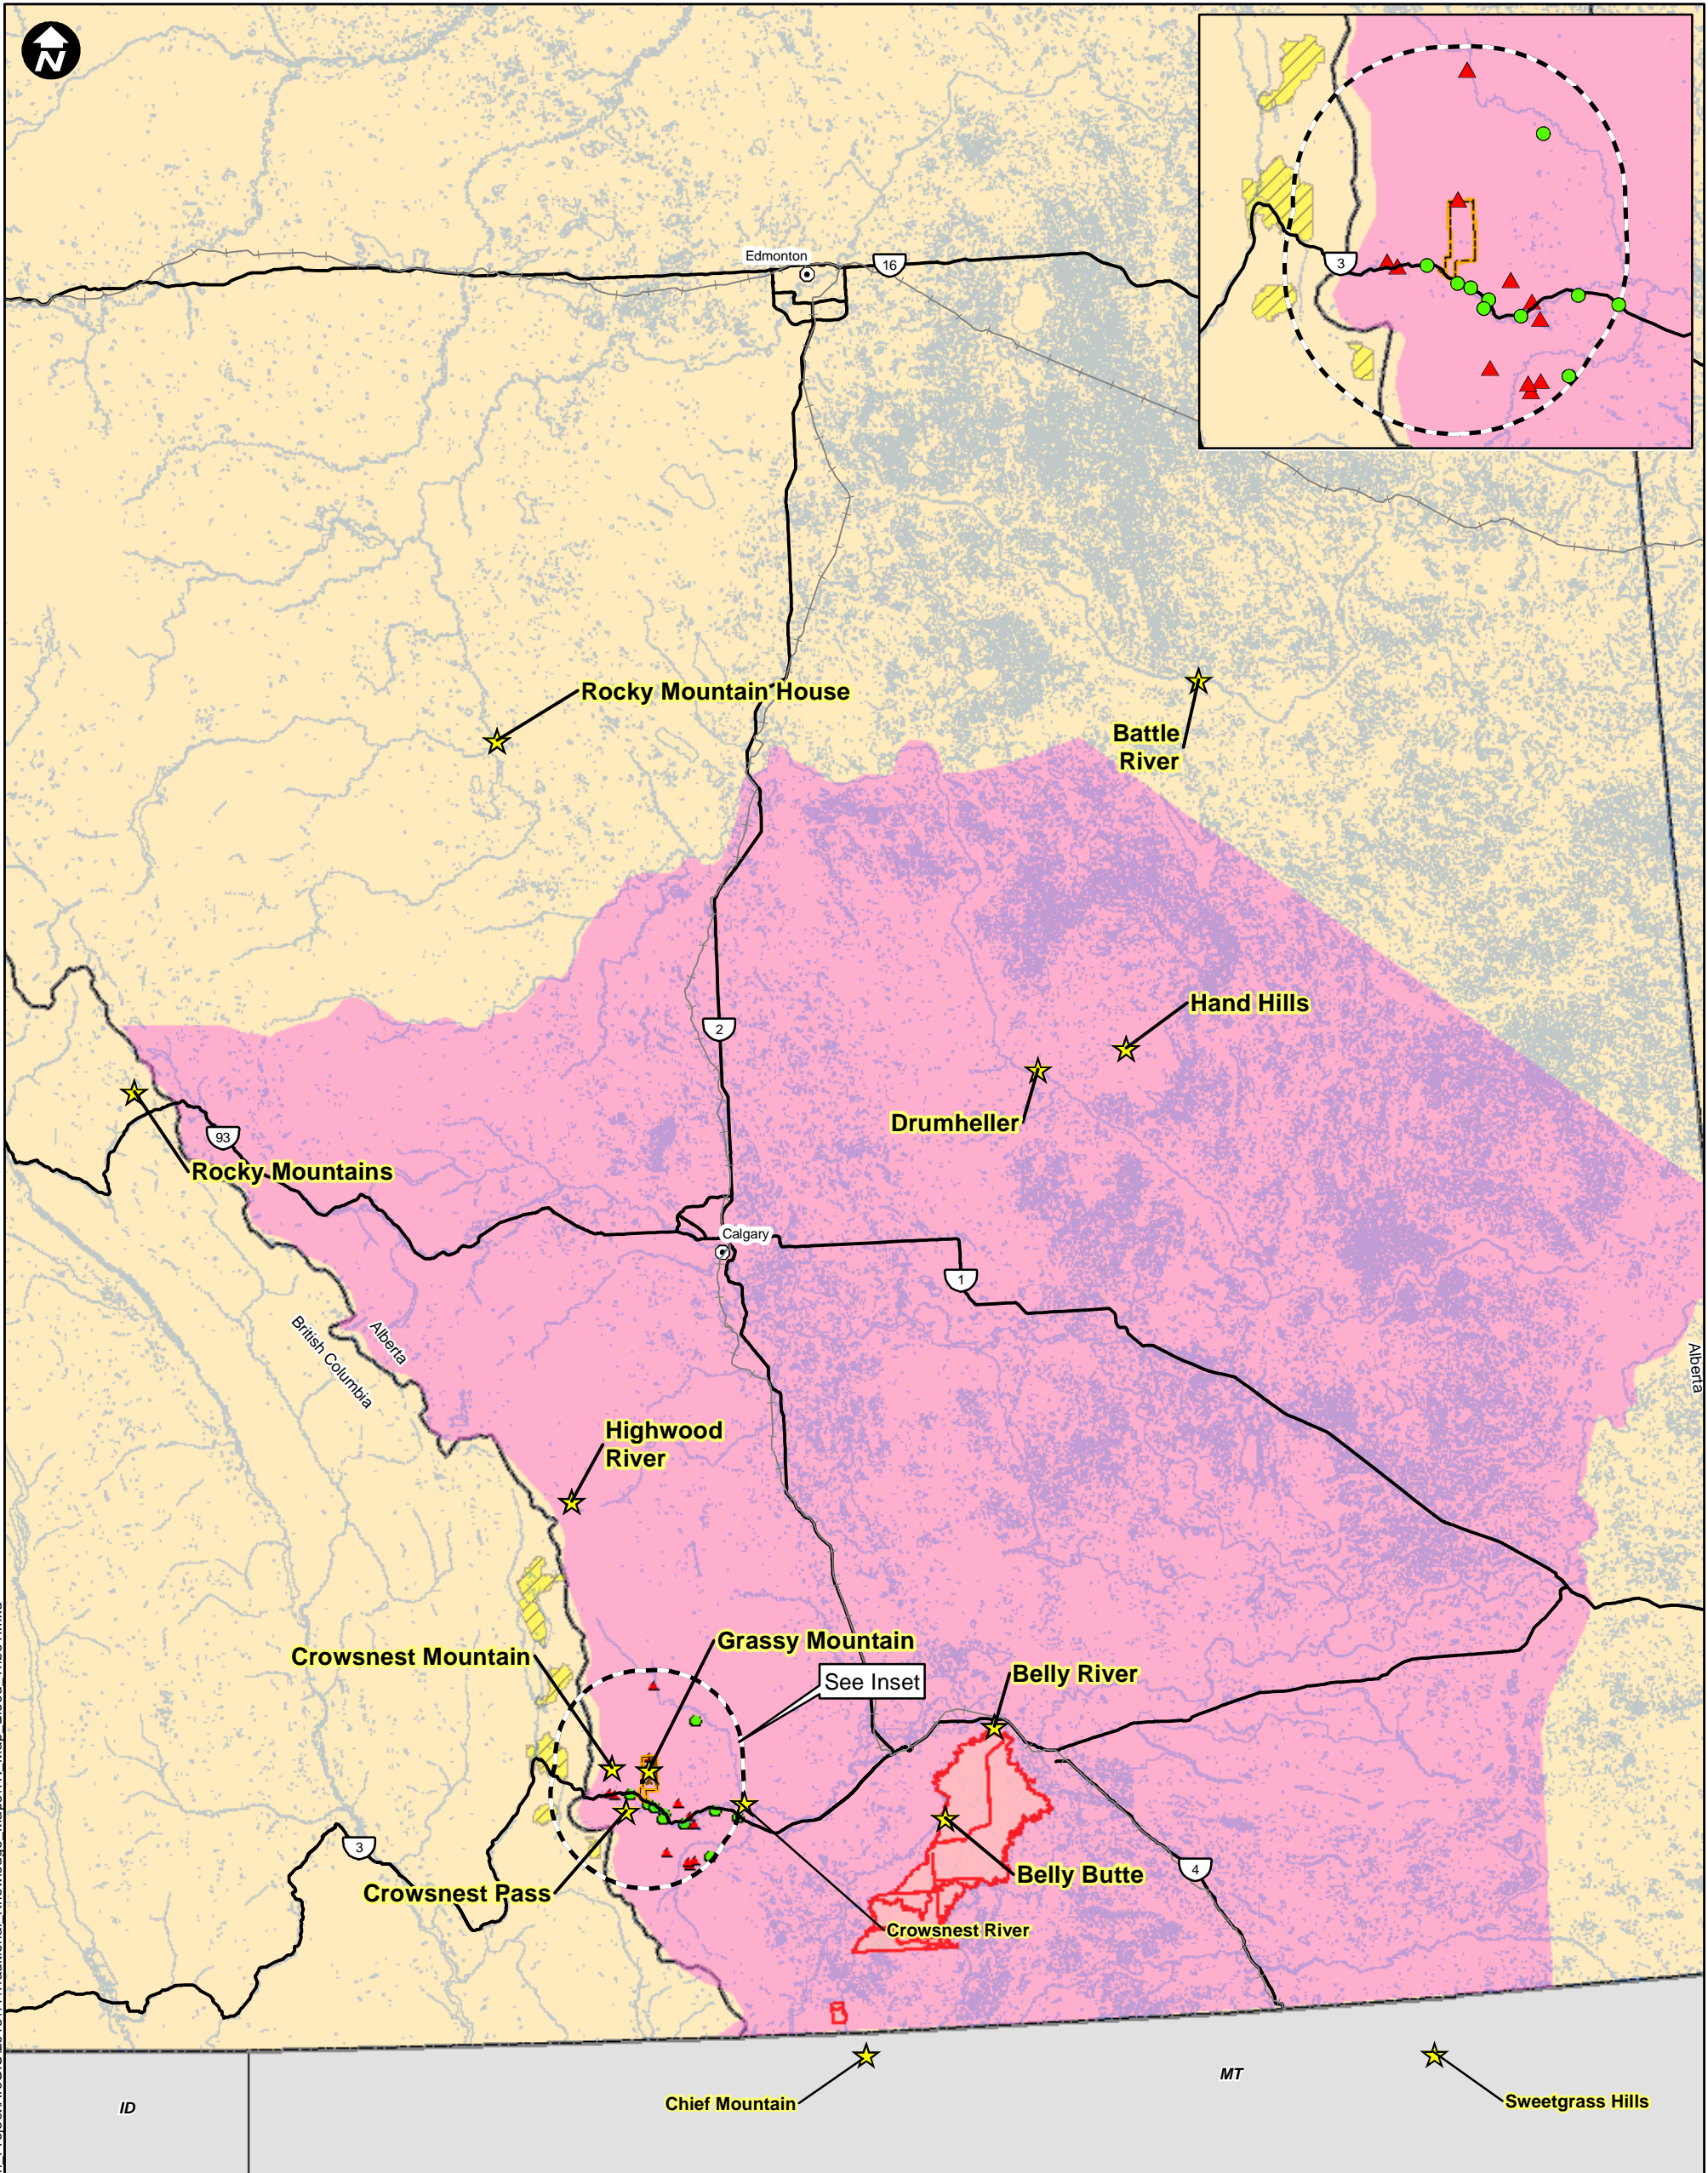 N
3
Edmonton
16
Rocky Mountain House
Battle
River
Hand Hills
2
Drumheller
93
Rocky Mountains
Calgary
1
Alberta
British Columbia
Alberta
Highwood
River
Grassy Mountain
Crowsnest Mountain
See Inset
Belly River
3
4
Belly Butte
Crowsnest Pass
Crowsnest River
MT
Chief Mountain
Sweetgrass Hills
ID